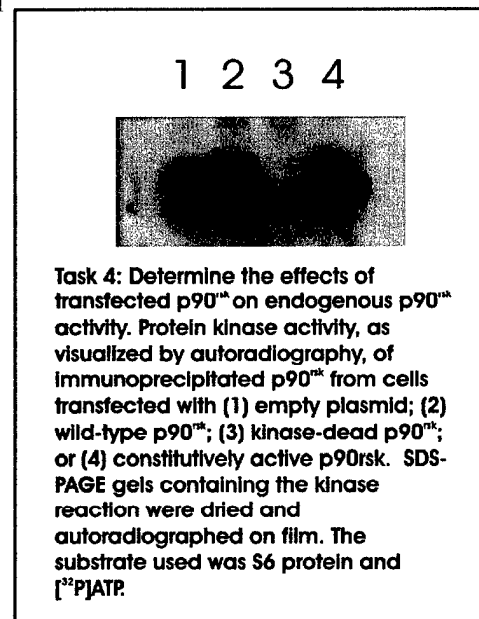 1 2 3 4
Task 4: Determine the effects of
transfected p90rsk on endogenous p90rsk
activity. Protein kinase activity, as
visualized by autoradiography, of
immunoprecipitated p90rsk from cells
transfected with (1) empty plasmid; (2)
wild-type p90rsk; (3) kinase-dead p90rsk;
or (4) constitutively active p90rsk. SDS-
PAGE gels containing the kinase
reaction were dried and
autoradiographed on film. The
substrate used was S6 protein and
[³²P]ATP.